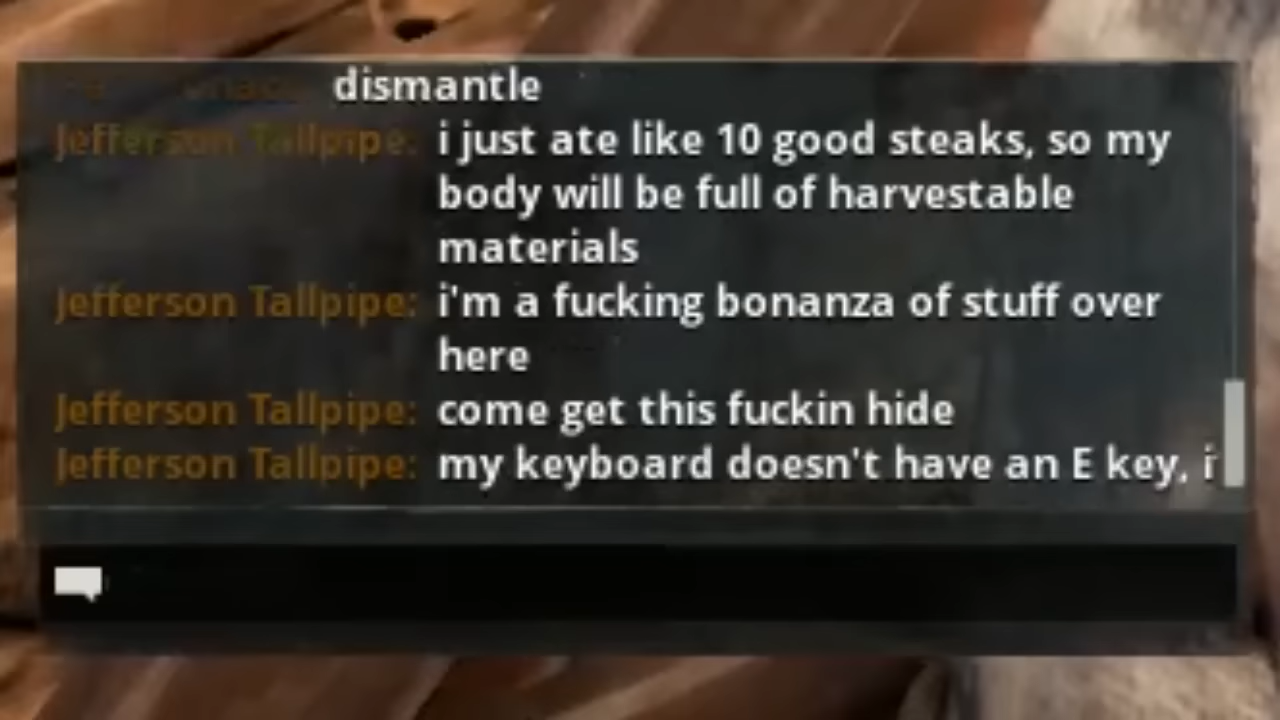 dismantle
Jefferson Tallpipe: i just ate like 10 good steaks, so my
body will be full of harvestable
materials
Jefferson Tallpipe: i'm a fucking bonanza of stuff over
here
Jefferson Tallpipe: come get this fuckin hide
Jefferson Tallpipe: my keyboard doesn't have an E key, i